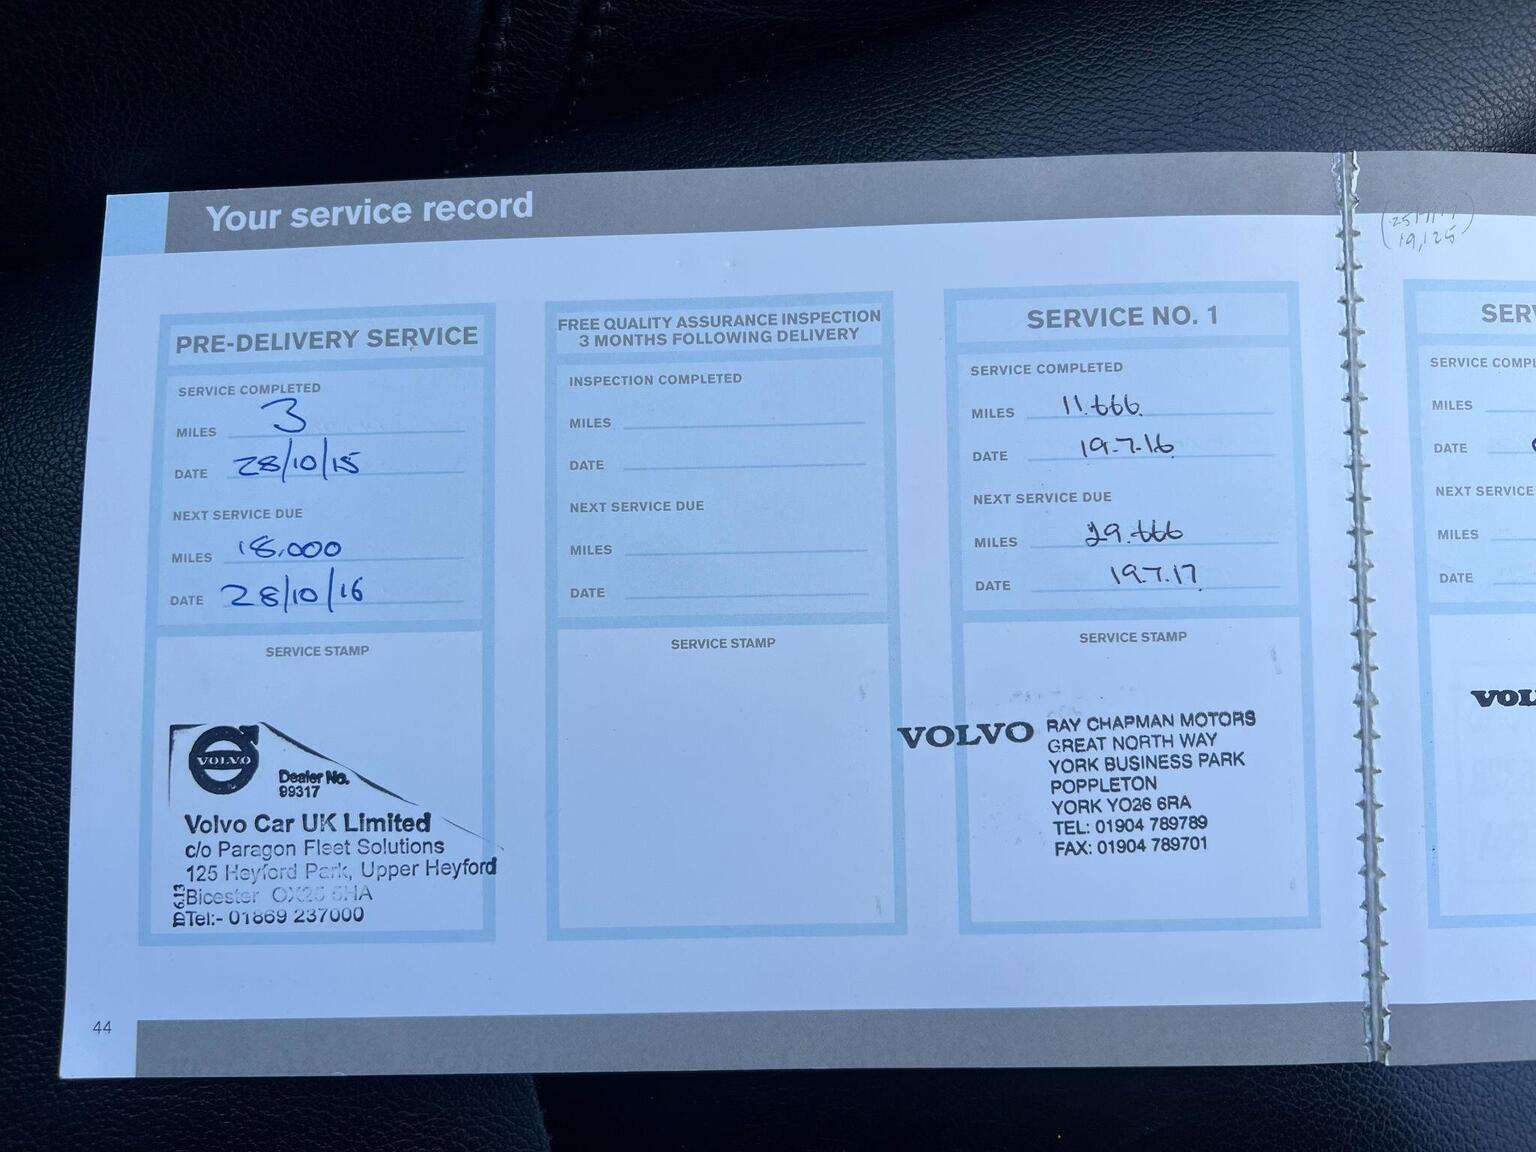 Your service record
PRE-DELIVERY SERVICE
SERVICE COMPLETED
MILES 3
DATE 28/10/15
NEXT SERVICE DUE
MILES 18.000
DATE 28/10/16
SERVICE STAMP
VOLVO
Dealer No.
99317
Volvo Car UK Limited
c/o Paragon Fleet Solutions
125 Heyford Park, Upper Heyford
Bicester OX25 5HA
Tel:- 01869 237000
FREE QUALITY ASSURANCE INSPECTION
3 MONTHS FOLLOWING DELIVERY
INSPECTION COMPLETED
MILES
DATE
NEXT SERVICE DUE
MILES
DATE
SERVICE STAMP
SERVICE NO. 1
SERVICE COMPLETED
MILES 11.666
DATE 19.7.16
NEXT SERVICE DUE
MILES 29.666
DATE 19.7.17
SERVICE STAMP
VOLVO RAY CHAPMAN MOTORS
GREAT NORTH WAY
YORK BUSINESS PARK
POPPLETON
YORK YO26 6RA
TEL: 01904 789789
FAX: 01904 789701
19,125
SERV
SERVICE COMPL
MILES
DATE
NEXT SERVICE
MILES
DATE
VOL
44